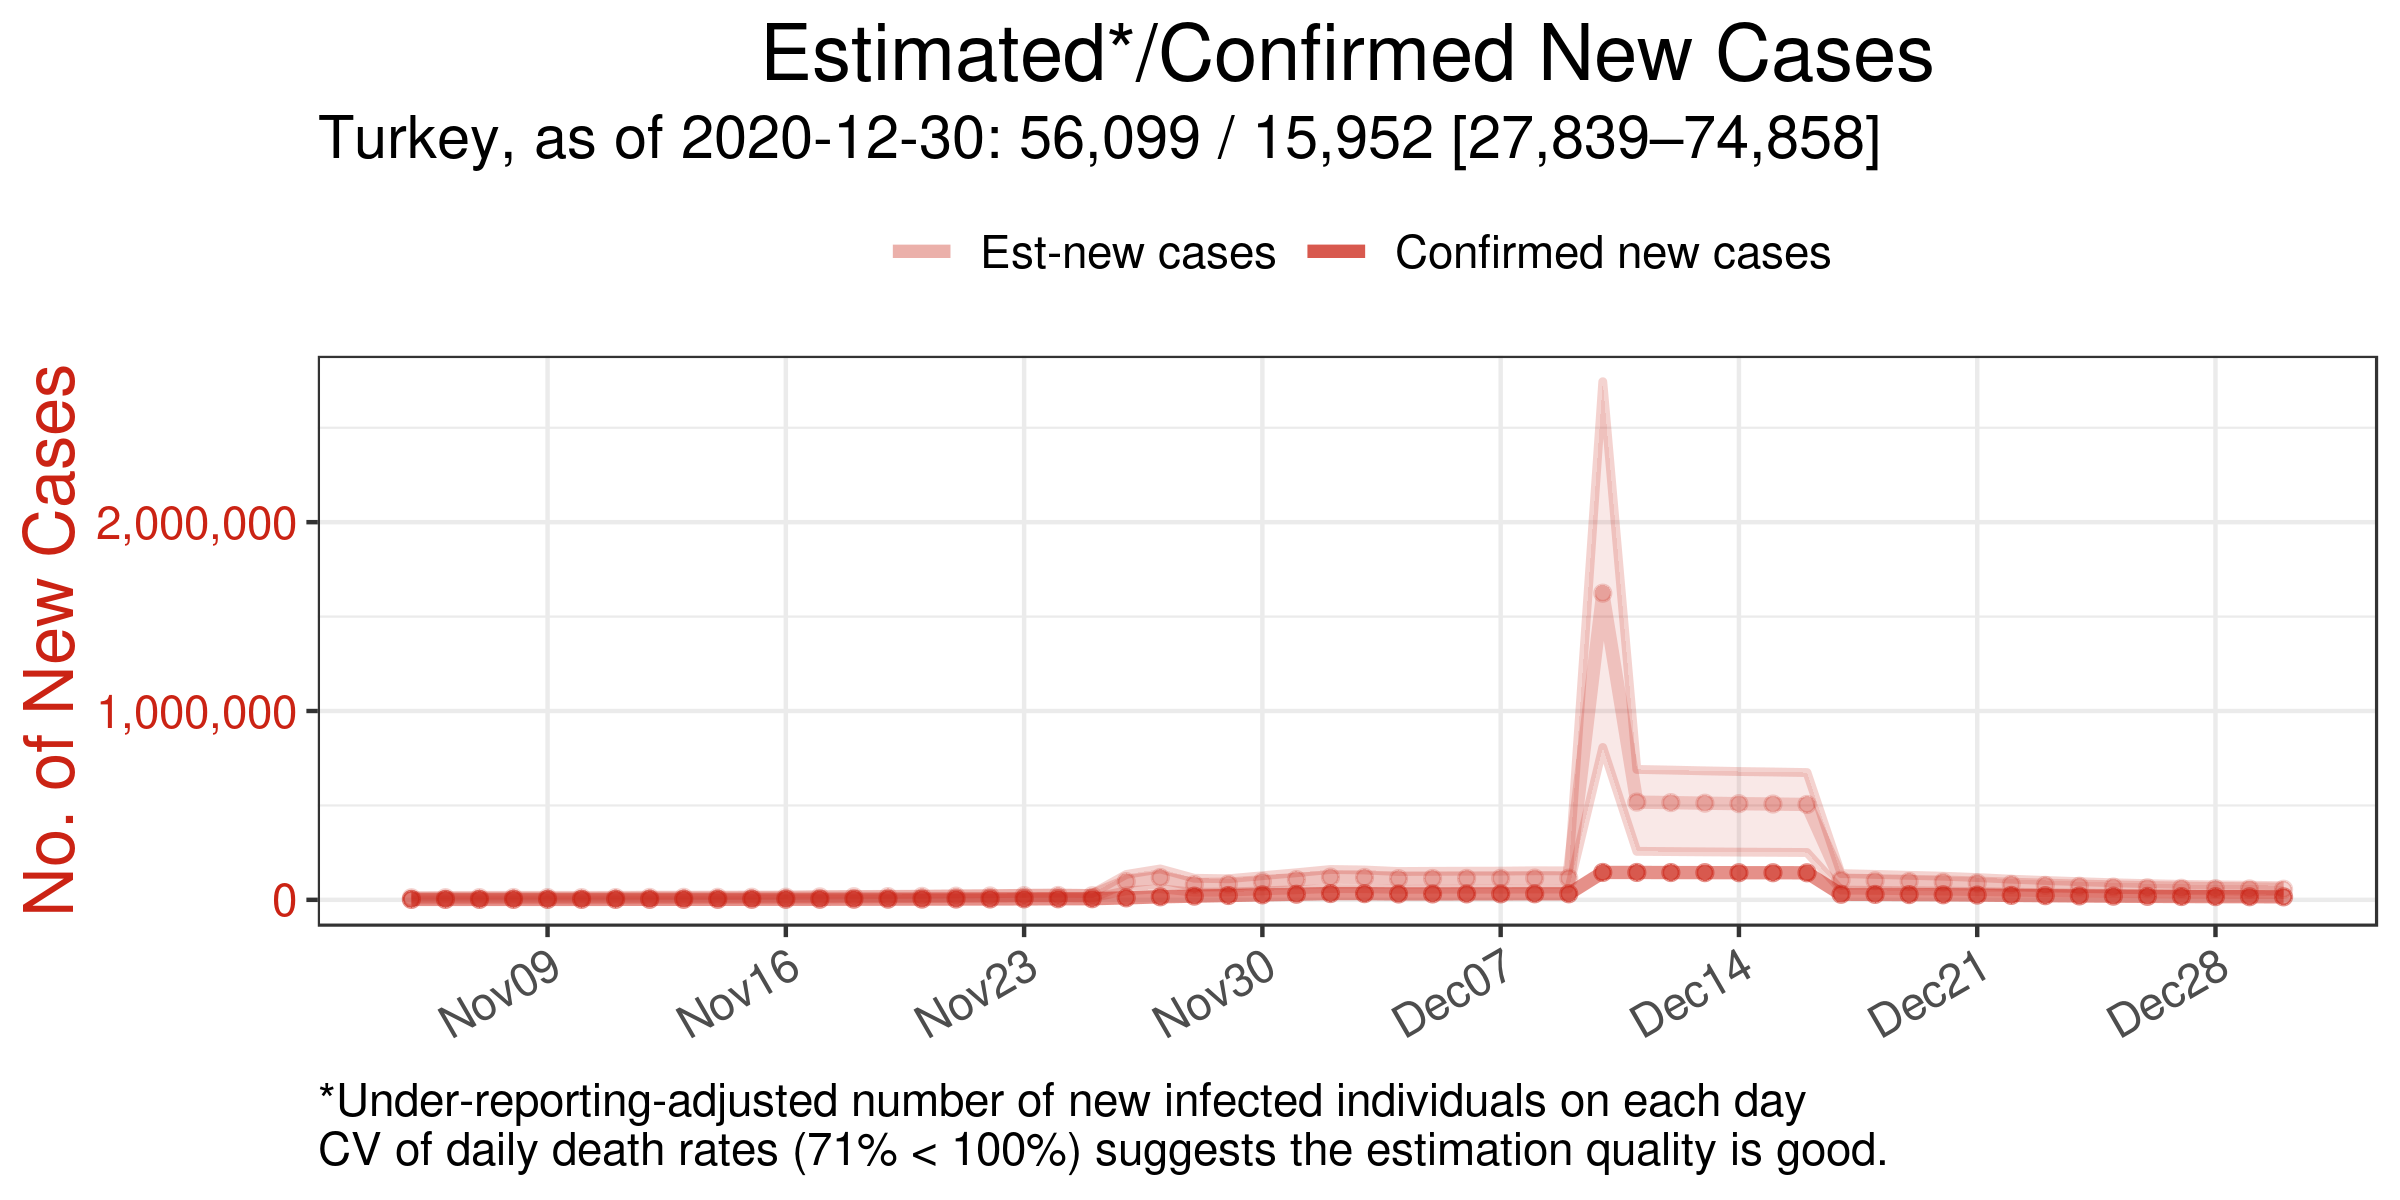 Estimated*/Confirmed New Cases
Turkey, as of 2020-12-30: 56,099 / 15,952 [27,839–74,858]
Est-new cases
Confirmed new cases
No. of New Cases
2,000,000
1,000,000
0
Nov09
Nov16
Nov23
Nov30
Dec07
Dec14
Dec21
Dec28
*Under-reporting-adjusted number of new infected individuals on each day
CV of daily death rates (71% < 100%) suggests the estimation quality is good.